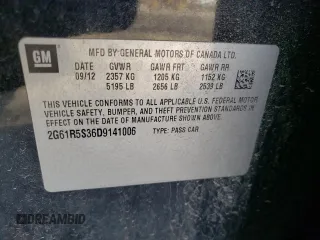 GM
MFD BY GENERAL MOTORS OF CANADA LTD.
DATE GVWR GAWR FRT GAWR RR
09/12 2357 KG 1205 KG 1152 KG
5195 LB 2656 LB 2539 LB
THIS VEHICLE CONFORMS TO ALL APPLICABLE U.S. FEDERAL MOTOR
VEHICLE SAFETY, BUMPER, AND THEFT PREVENTION STANDARDS IN
EFFECT ON THE DATE OF MANUFACTURE SHOWN ABOVE.
2G61R5S36D9141006 TYPE: PASS CAR
DREAMBID